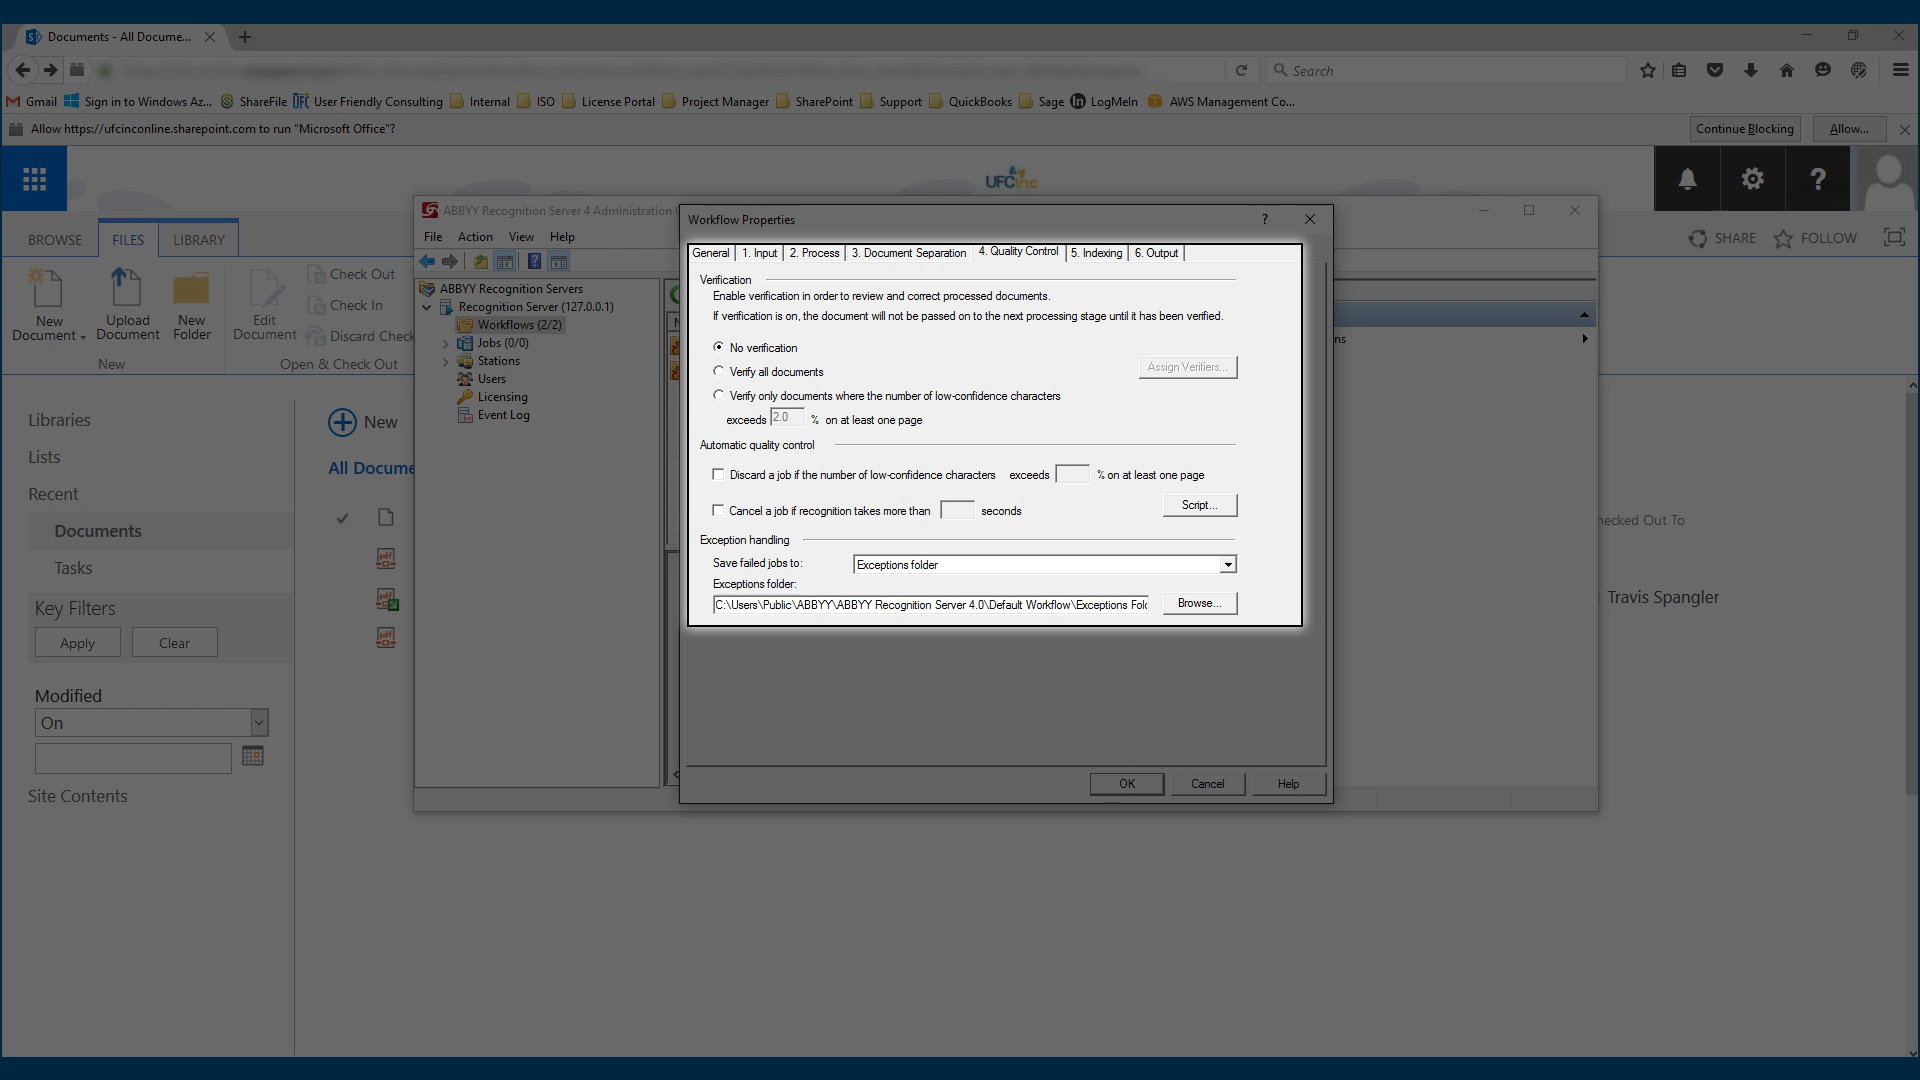 Documents - All Docume...
Search
Gmail
Sign in to Windows Az...
ShareFile
User Friendly Consulting
Internal
ISO
License Portal
Project Manager
SharePoint
Support
QuickBooks
Sage
LogMeIn
AWS Management Co...
Allow https://ufcinconline.sharepoint.com to run "Microsoft Office"?
Continue Blocking
Allow...
UFCinc
BROWSE
FILES
LIBRARY
SHARE
FOLLOW
New Document
Upload Document
New Folder
Edit Document
Check Out
Check In
Discard Check
New
Open & Check Out
Libraries
Lists
Recent
Documents
Tasks
Key Filters
Apply
Clear
Modified
On
Site Contents
New
All Docume
hecked Out To
Travis Spangler
ABBYY Recognition Server 4 Administration
File
Action
View
Help
ABBYY Recognition Servers
Recognition Server (127.0.0.1)
Workflows (2/2)
Jobs (0/0)
Stations
Users
Licensing
Event Log
Workflow Properties
General
1. Input
2. Process
3. Document Separation
4. Quality Control
5. Indexing
6. Output
Verification
Enable verification in order to review and correct processed documents.
If verification is on, the document will not be passed on to the next processing stage until it has been verified.
No verification
Verify all documents
Assign Verifiers...
Verify only documents where the number of low-confidence characters
exceeds 2.0 % on at least one page
Automatic quality control
Discard a job if the number of low-confidence characters exceeds % on at least one page
Cancel a job if recognition takes more than seconds
Script...
Exception handling
Save failed jobs to: Exceptions folder
Exceptions folder:
C:\Users\Public\ABBYY\ABBYY Recognition Server 4.0\Default Workflow\Exceptions Fol
Browse...
OK
Cancel
Help